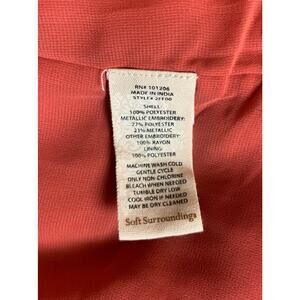 RN# 101206
MADE IN INDIA
STYLE# 2FF00
SHELL:
100% POLYESTER
METALLIC EMBROIDERY:
77% POLYESTER
23% METALLIC
OTHER EMBROIDERY:
100% RAYON
LINING
100% POLYESTER
MACHINE WASH COLD
GENTLE CYCLE
ONLY NON-CHLORINE
BLEACH WHEN NEEDED
TUMBLE DRY LOW
COOL IRON IF NEEDED
MAY BE DRY CLEANED
Soft Surroundings